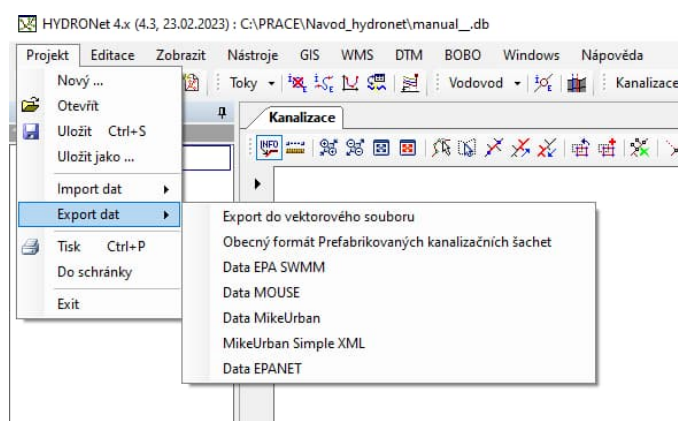 HYDRONet 4.x (4.3, 23.02.2023) : C:\PRACE\Navod_hydronet\manual__.db
Projekt Editace Zobrazit Nástroje GIS WMS DTM BOBO Windows Nápověda
Toky Vodovod Kanalizace
Nový ...
Otevřít
Uložit Ctrl+S
Uložit jako ...
Import dat
Export dat
Tisk Ctrl+P
Do schránky
Exit
Kanalizace
INFO
Export do vektorového souboru
Obecný formát Prefabrikovaných kanalizačních šachet
Data EPA SWMM
Data MOUSE
Data MikeUrban
MikeUrban Simple XML
Data EPANET